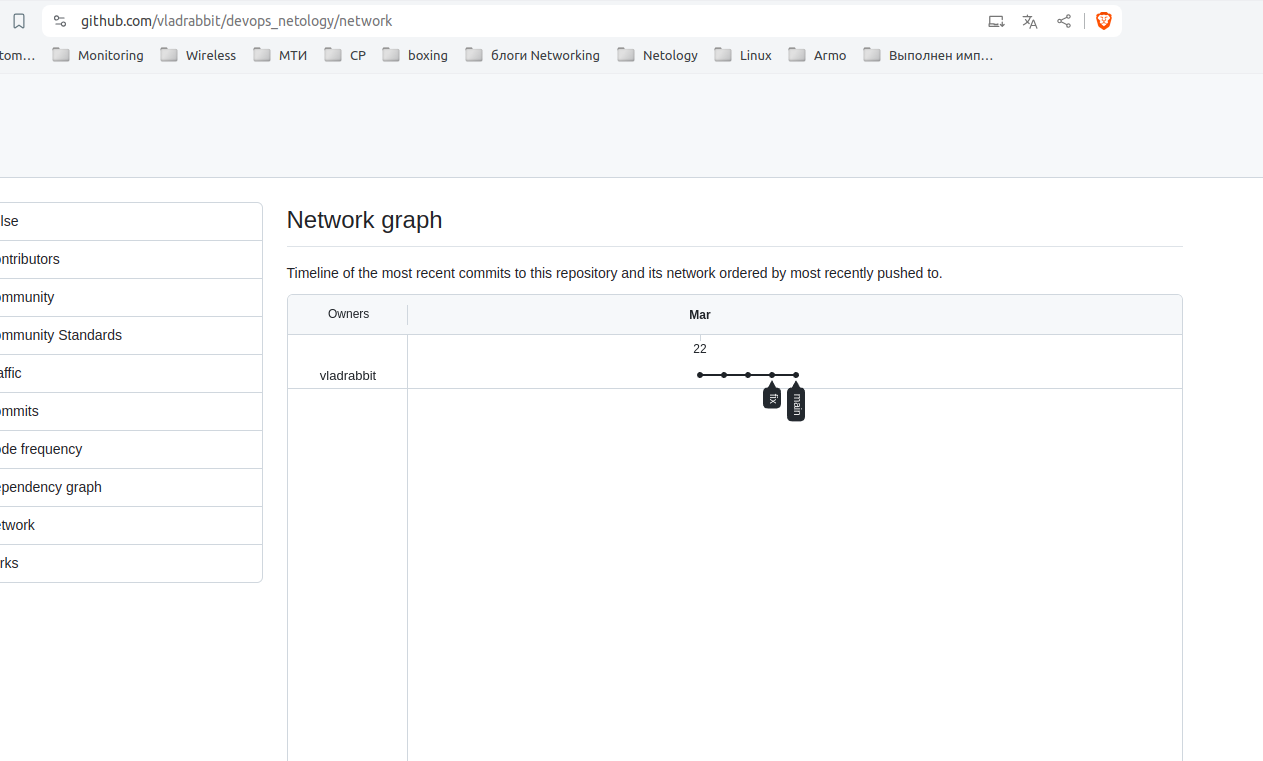 github.com/vladrabbit/devops_netology/network
tom… Monitoring Wireless МТИ СР boxing блоги Networking Netology Linux Armo Выполнен имп…
lse
ontributors
ommunity
ommunity Standards
affic
ommits
ode frequency
ependency graph
etwork
rks
Network graph
Timeline of the most recent commits to this repository and its network ordered by most recently pushed to.
Owners Mar
22
vladrabbit
fix
main